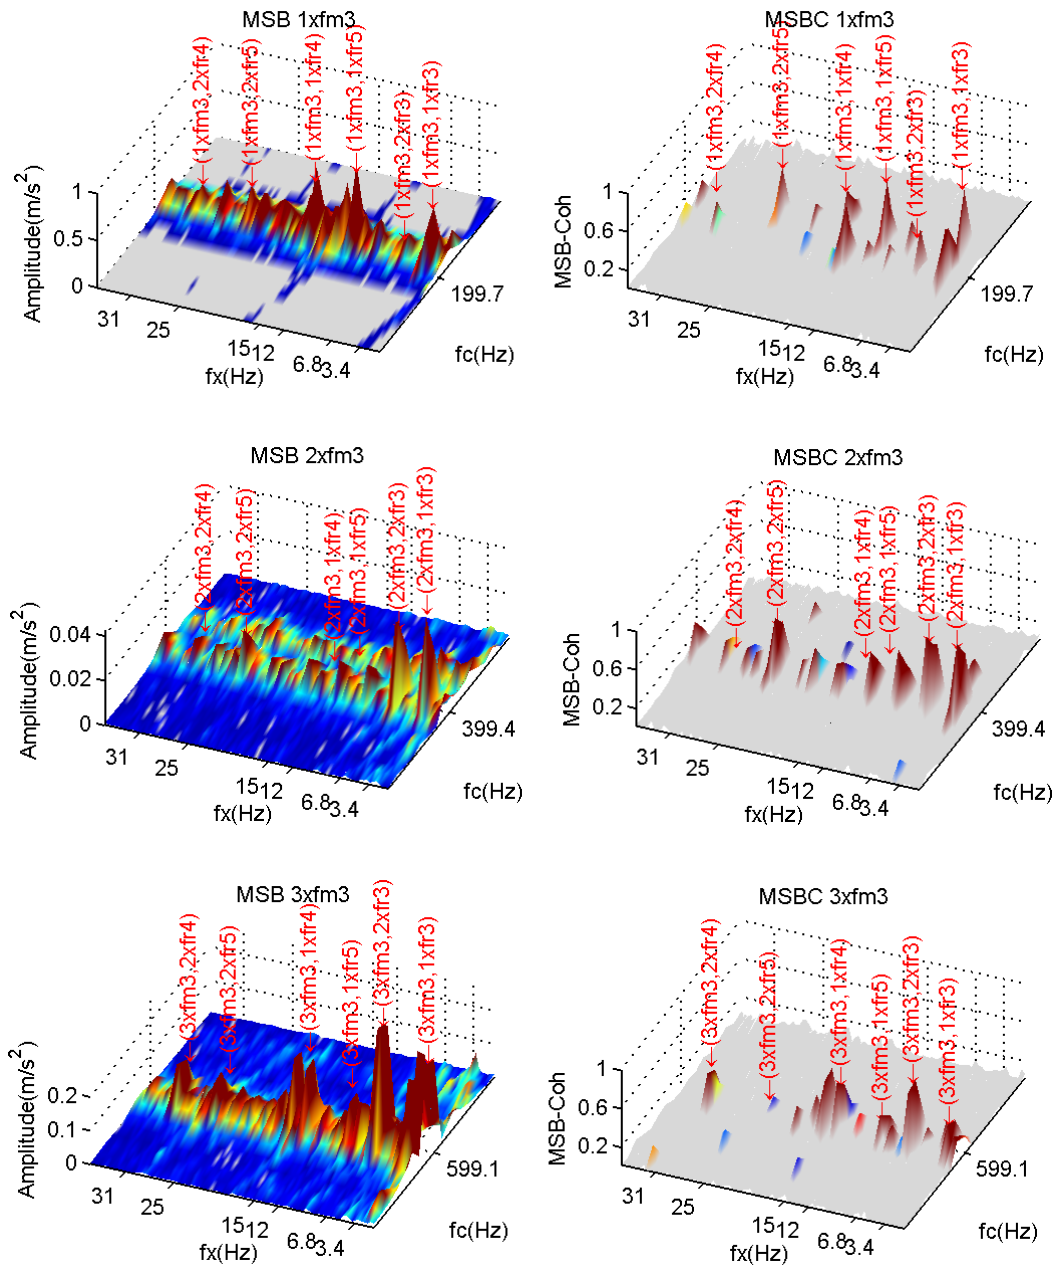 MSB 1xfm3
(1xfm3,2xfr4)
(1xfm3,2xfr5)
(1xfm3,1xfr4)
(1xfm3,1xfr5)
(1xfm3,2xfr3)
(1xfm3,1xfr3)
Amplitude(m/s²)
1
0.5
0
31
25
15
12
6.8
3.4
fx(Hz)
199.7
fc(Hz)
MSBC 1xfm3
(1xfm3,2xfr4)
(1xfm3,2xfr5)
(1xfm3,1xfr4)
(1xfm3,1xfr5)
(1xfm3,2xfr3)
(1xfm3,1xfr3)
MSB-Coh
1
0.6
0.2
31
25
15
12
6.8
3.4
fx(Hz)
199.7
fc(Hz)
MSB 2xfm3
(2xfm3,2xfr4)
(2xfm3,2xfr5)
(2xfm3,1xfr4)
(2xfm3,1xfr5)
(2xfm3,2xfr3)
(2xfm3,1xfr3)
Amplitude(m/s²)
0.04
0.02
0
31
25
15
12
6.8
3.4
fx(Hz)
399.4
fc(Hz)
MSBC 2xfm3
(2xfm3,2xfr4)
(2xfm3,2xfr5)
(2xfm3,1xfr4)
(2xfm3,1xfr5)
(2xfm3,2xfr3)
(2xfm3,1xfr3)
MSB-Coh
1
0.6
0.2
31
25
15
12
6.8
3.4
fx(Hz)
399.4
fc(Hz)
MSB 3xfm3
(3xfm3,2xfr4)
(3xfm3,2xfr5)
(3xfm3,1xfr4)
(3xfm3,1xfr5)
(3xfm3,2xfr3)
(3xfm3,1xfr3)
Amplitude(m/s²)
0.2
0.1
0
31
25
15
12
6.8
3.4
fx(Hz)
599.1
fc(Hz)
MSBC 3xfm3
(3xfm3,2xfr4)
(3xfm3,2xfr5)
(3xfm3,1xfr4)
(3xfm3,1xfr5)
(3xfm3,2xfr3)
(3xfm3,1xfr3)
MSB-Coh
1
0.6
0.2
31
25
15
12
6.8
3.4
fx(Hz)
599.1
fc(Hz)